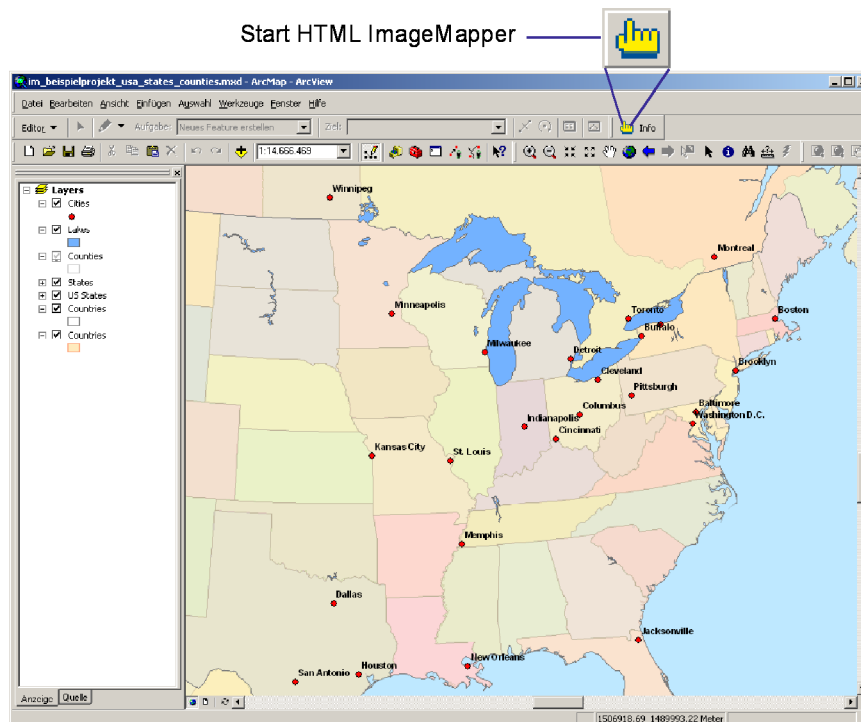 Start HTML ImageMapper
im_beispielprojekt_usa_states_counties.mxd - ArcMap - ArcView
Datei Bearbeiten Ansicht Einfügen Auswahl Werkzeuge Fenster Hilfe
Editor Aufgabe: Neues Feature erstellen Ziel: Info
1:14.666.469
Layers
Cities
Lakes
Counties
States
US States
Countries
Countries
Winnipeg
Montreal
Minneapolis
Toronto
Boston
Buffalo
Milwaukee
Detroit
Brooklyn
Cleveland
Pittsburgh
Columbus
Baltimore
Washington D.C.
Indianapolis
Cincinnati
Kansas City
St. Louis
Memphis
Dallas
Jacksonville
New Orleans
Houston
San Antonio
Anzeige Quelle
1506918.69 1489993.22 Meter